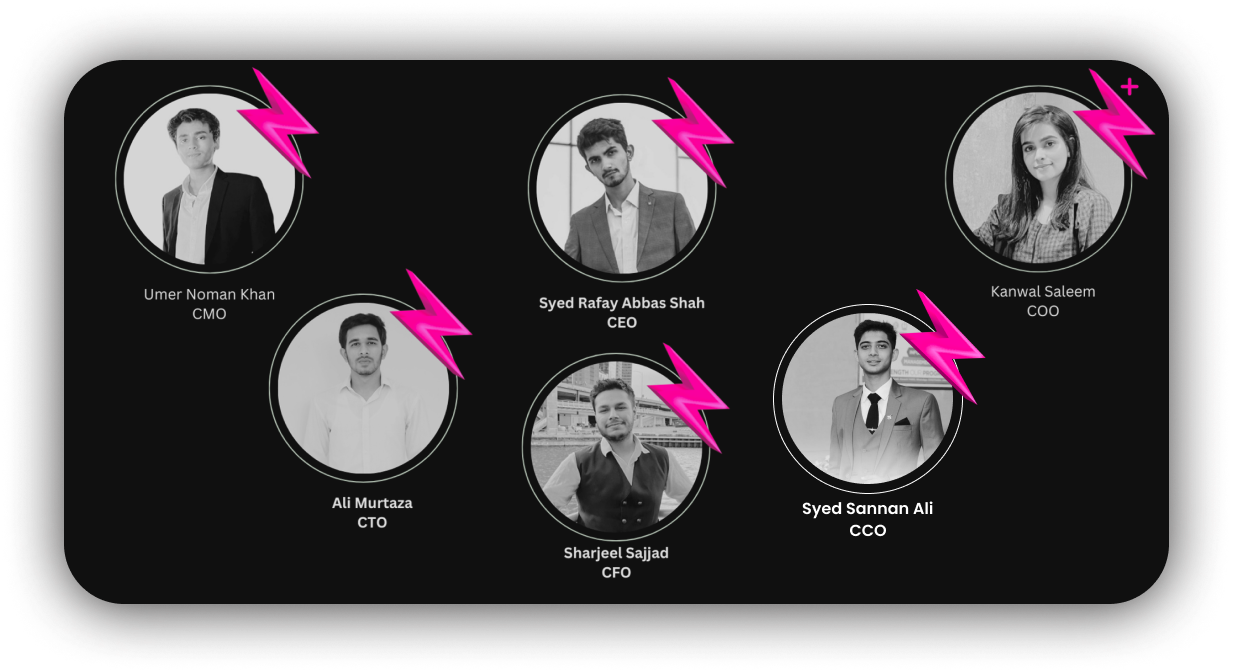 Umer Noman Khan
CMO
Syed Rafay Abbas Shah
CEO
Kanwal Saleem
COO
Ali Murtaza
CTO
Sharjeel Sajjad
CFO
Syed Sannan Ali
CCO